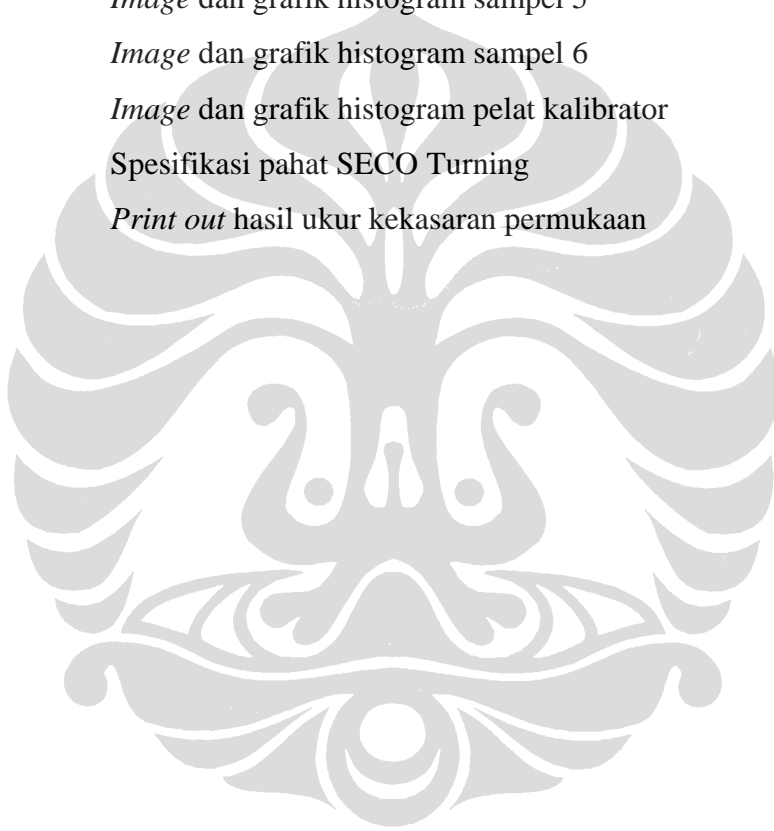 Image dan grafik histogram sampel 5
Image dan grafik histogram sampel 6
Image dan grafik histogram pelat kalibrator
Spesifikasi pahat SECO Turning
Print out hasil ukur kekasaran permukaan